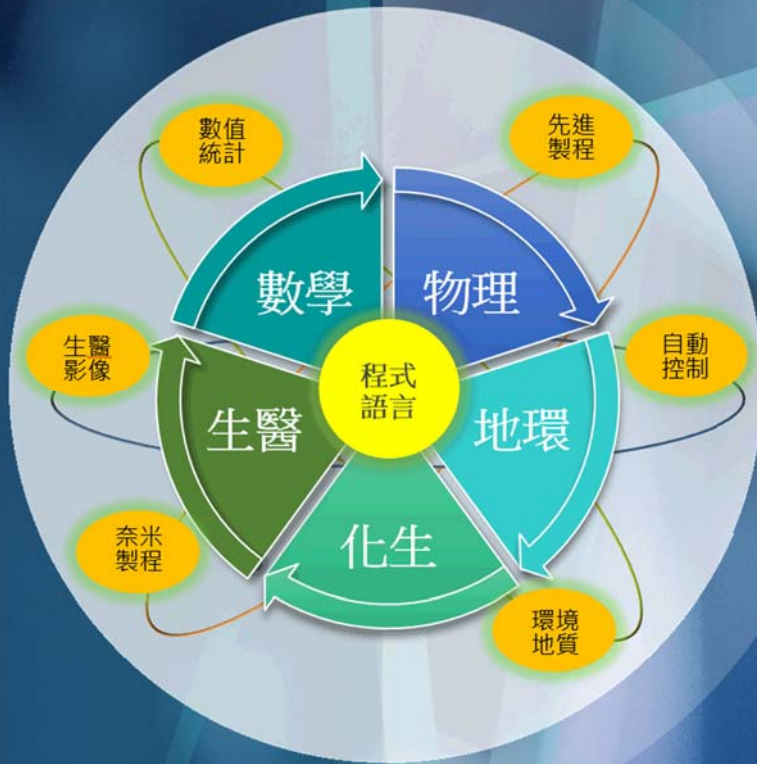 數值
統計
先進
製程
數學
物理
生醫
影像
程式
語言
自動
控制
生醫
地環
奈米
製程
化生
環境
地質